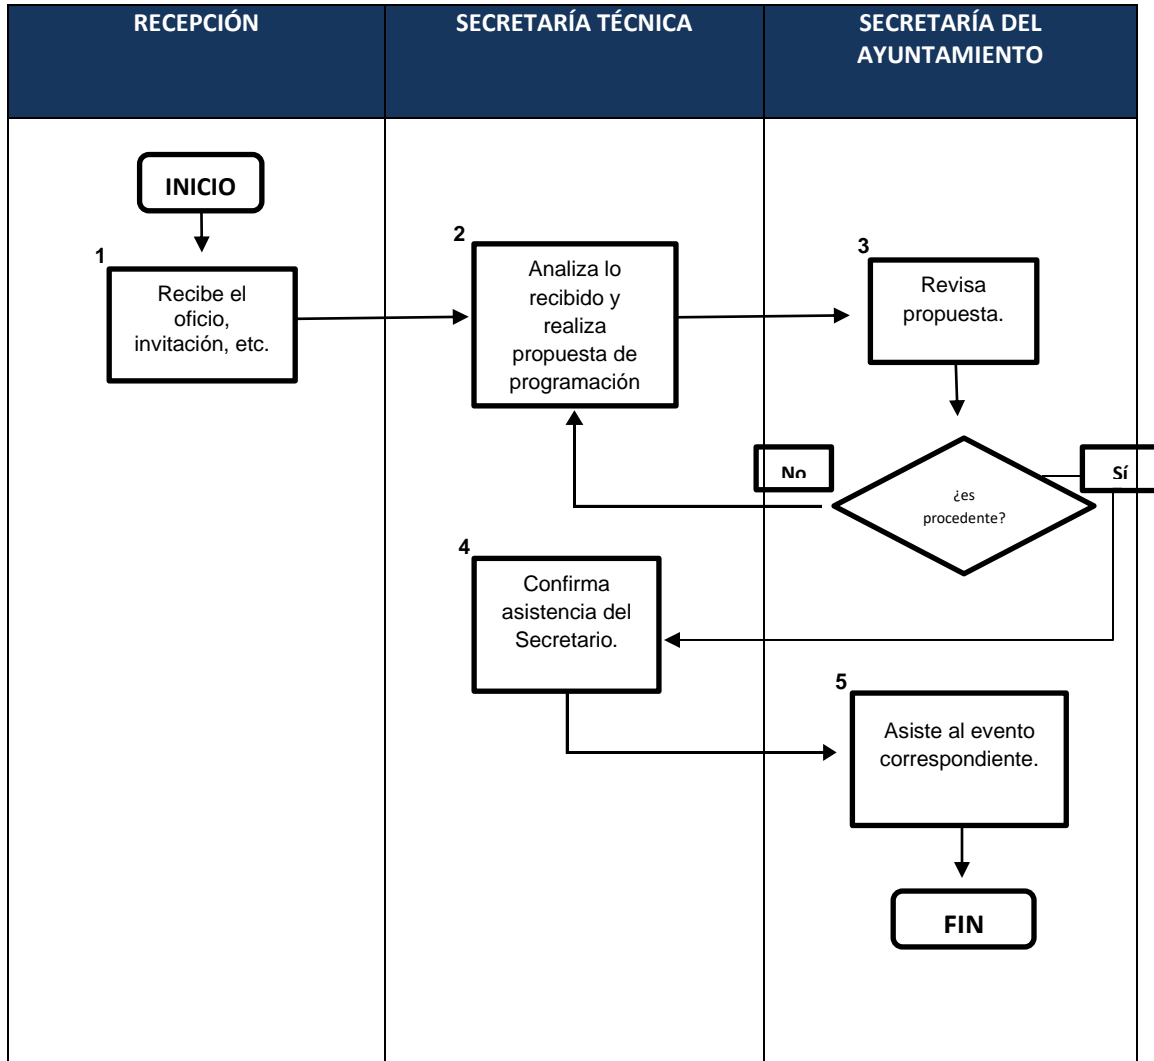 RECEPCIÓN
SECRETARÍA TÉCNICA
SECRETARÍA DEL
AYUNTAMIENTO
INICIO
1
Recibe el
oficio,
invitación, etc.
2
Analiza lo
recibido y
realiza
propuesta de
programación
3
Revisa
propuesta.
No
¿es
procedente?
Sí
4
Confirma
asistencia del
Secretario.
5
Asiste al evento
correspondiente.
FIN